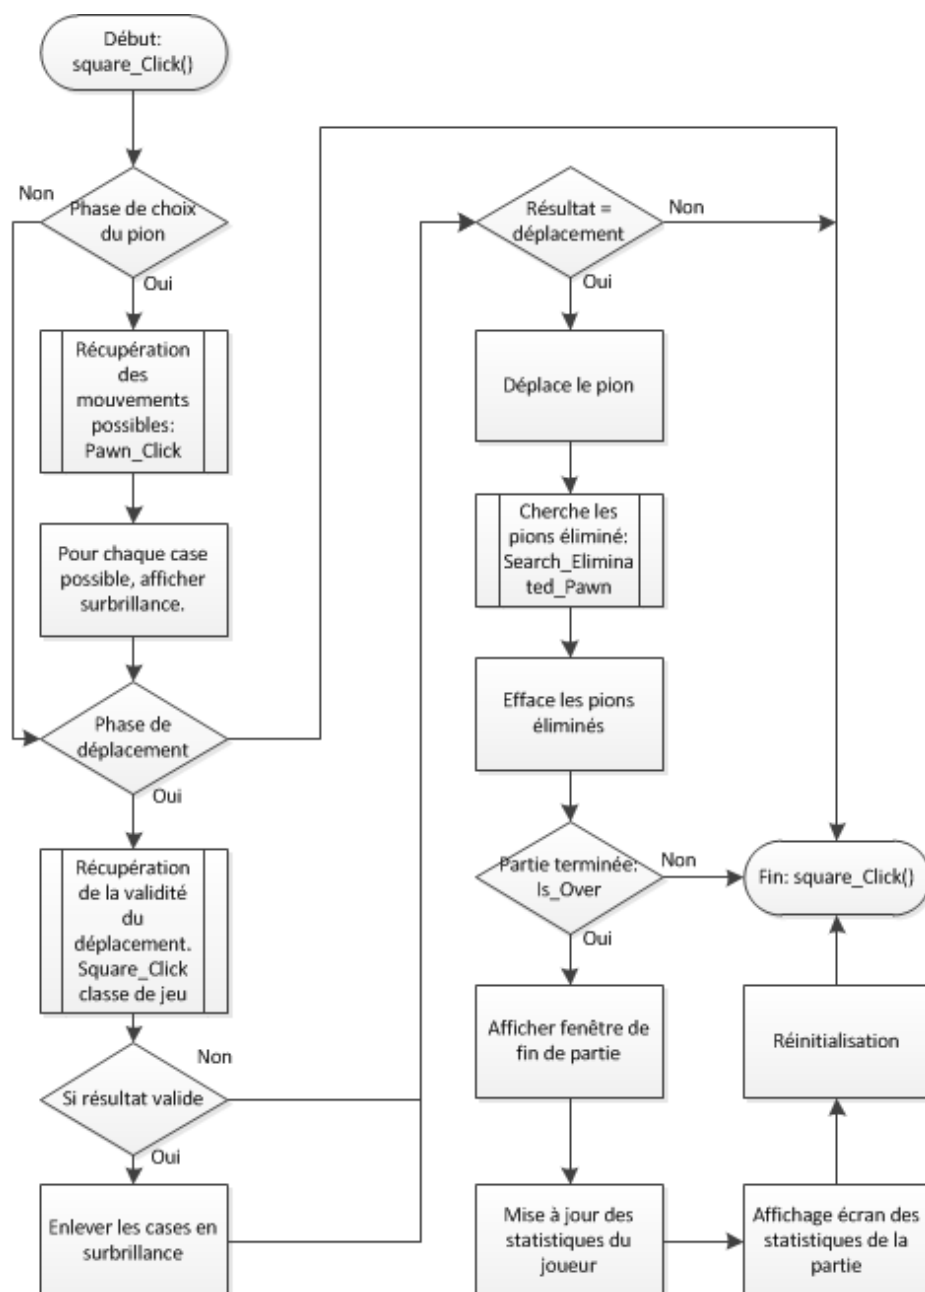 Début:
square_Click()
Non
Phase de choix
du pion
Oui
Récupération
des
mouvements
possibles:
Pawn_Click
Pour chaque case
possible, afficher
surbrillance.
Phase de
déplacement
Oui
Récupération
de la validité
du
déplacement.
Square_Click
classe de jeu
Non
Si résultat valide
Oui
Enlever les cases en
surbrillance
Résultat =
déplacement
Non
Oui
Déplace le pion
Cherche les
pions éliminé:
Search_Elimina
ted_Pawn
Efface les pions
éliminés
Partie terminée:
Is_Over
Non
Oui
Afficher fenêtre de
fin de partie
Mise à jour des
statistiques du
joueur
Affichage écran des
statistiques de la
partie
Réinitialisation
Fin: square_Click()